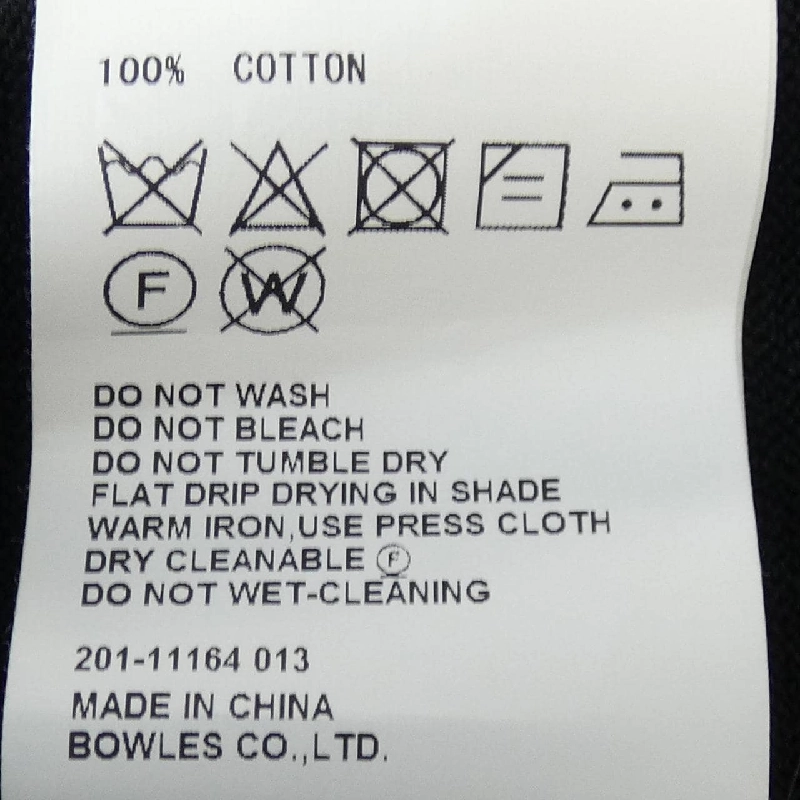 100% COTTON
F W
DO NOT WASH
DO NOT BLEACH
DO NOT TUMBLE DRY
FLAT DRIP DRYING IN SHADE
WARM IRON,USE PRESS CLOTH
DRY CLEANABLE Ⓕ
DO NOT WET-CLEANING
201-11164 013
MADE IN CHINA
BOWLES CO.,LTD.